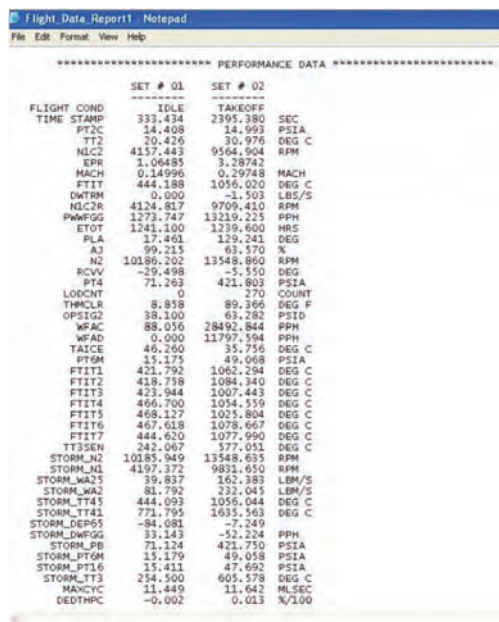 Flight_Data_Report1 - Notepad
File Edit Format View Help
*********************** PERFORMANCE DATA ************************
SET # 01 SET # 02
-------- --------
FLIGHT COND IDLE TAKEOFF
TIME STAMP 333.434 2395.380 SEC
PT2C 14.408 14.993 PSIA
TT2 20.426 30.976 DEG C
N1C2 4157.443 9564.904 RPM
EPR 1.06485 3.28742
MACH 0.14996 0.29748 MACH
FTIT 444.188 1056.020 DEG C
DWTRM 0.000 -1.503 LBS/S
N1C2R 4124.817 9709.410 RPM
PWWFGG 1273.747 13219.225 PPH
ETOT 1241.100 1239.600 HRS
PLA 17.461 129.241 DEG
AJ 99.215 63.570 %
N2 10186.202 13548.860 RPM
RCVV -29.498 -5.550 DEG
PT4 71.263 421.803 PSIA
LODCNT 0 270 COUNT
THMCLR 8.858 89.366 DEG F
OPSIG2 38.100 63.282 PSID
WFAC 88.056 28492.844 PPH
WFAD 0.000 11797.594 PPH
TAICE 46.260 35.756 DEG C
PT6M 15.175 49.068 PSIA
FTIT1 421.792 1062.294 DEG C
FTIT2 418.758 1084.340 DEG C
FTIT3 423.944 1007.443 DEG C
FTIT4 466.700 1054.559 DEG C
FTIT5 468.127 1025.804 DEG C
FTIT6 467.618 1078.667 DEG C
FTIT7 444.620 1077.990 DEG C
TT3SEN 242.067 577.051 DEG C
STORM_N2 10185.949 13548.635 RPM
STORM_N1 4197.372 9831.650 RPM
STORM_WA25 39.837 162.383 LBM/S
STORM_WA2 81.792 232.045 LBM/S
STORM_TT45 444.093 1056.044 DEG C
STORM_TT41 771.795 1635.563 DEG C
STORM_DEP65 -84.081 -7.249
STORM_DWFGG 33.143 -52.224 PPH
STORM_PB 71.124 421.750 PSIA
STORM_PT6M 15.179 49.058 PSIA
STORM_PT16 15.411 47.692 PSIA
STORM_TT3 254.500 605.578 DEG C
MAXCYC 11.449 11.642 MLSEC
DEDTHPC -0.002 0.013 %/100